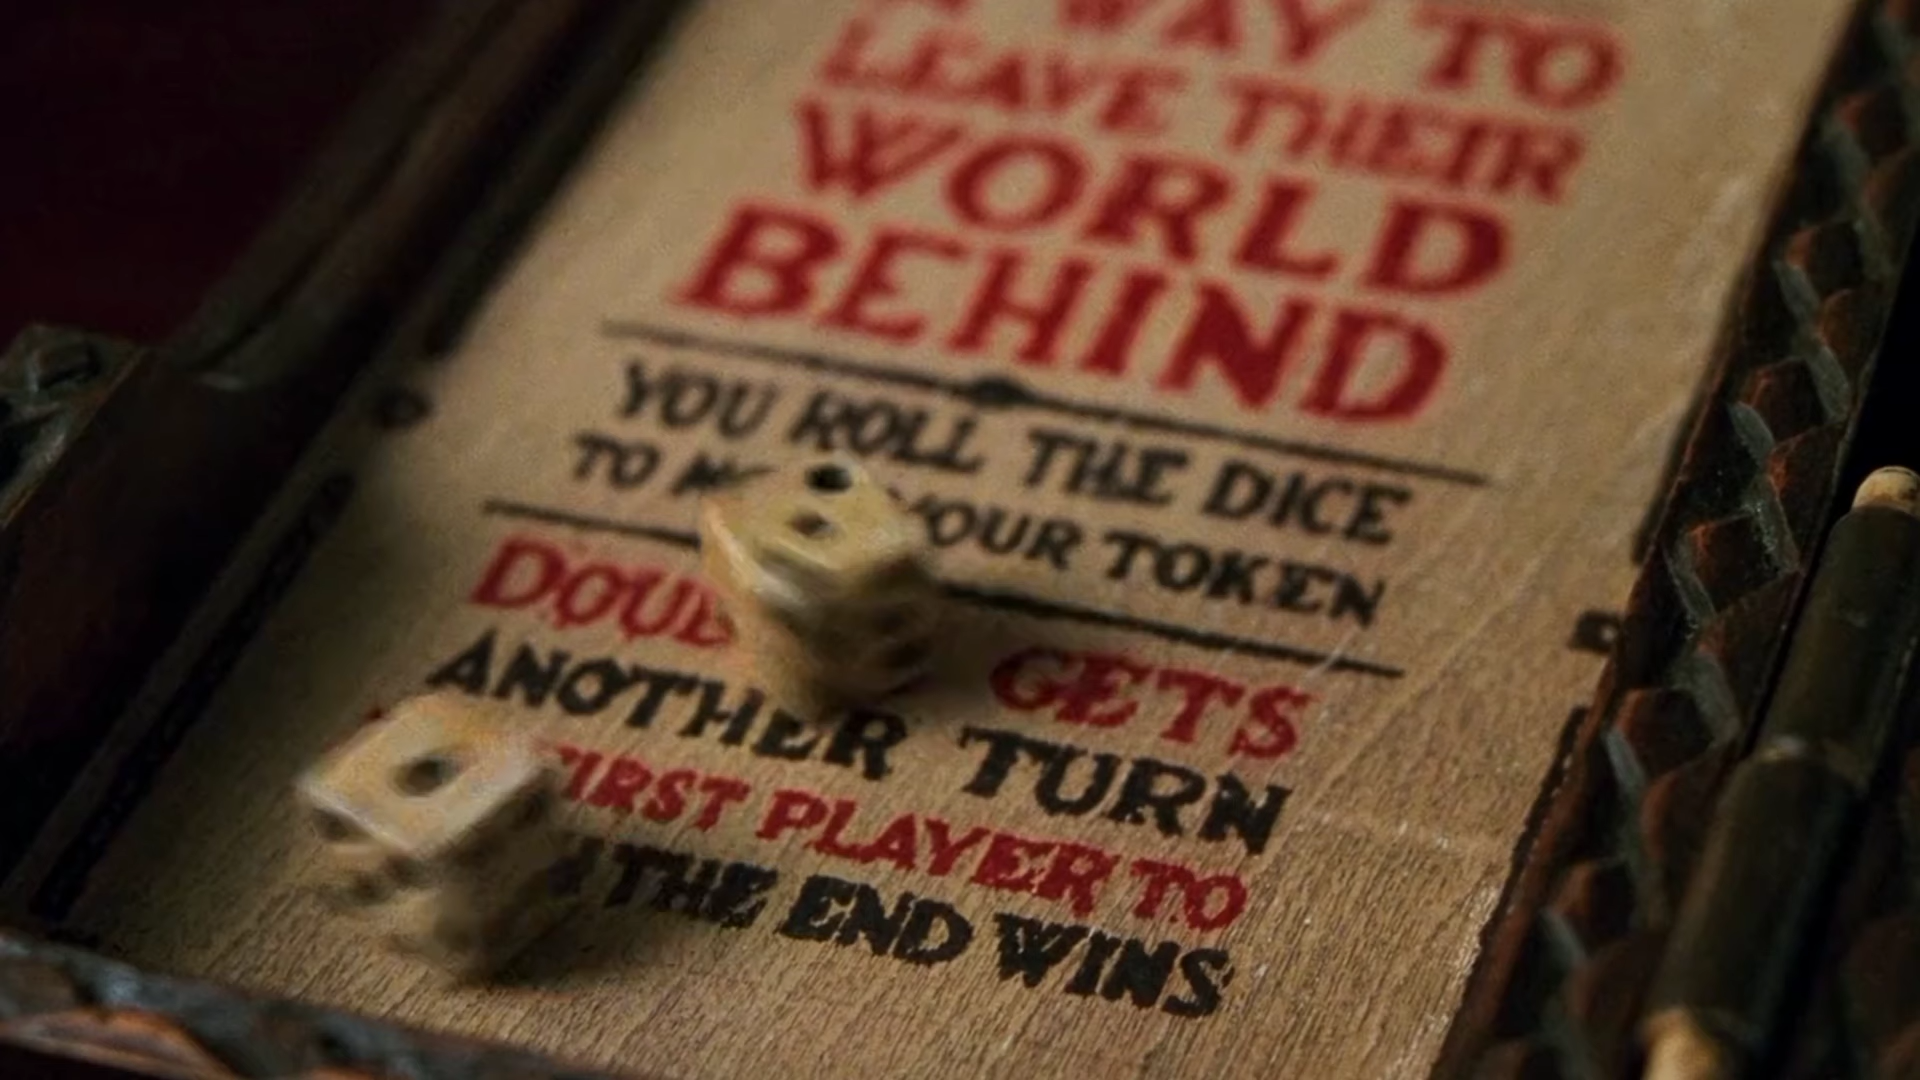 WAY TO
LEAVE THEIR
WORLD
BEHIND
YOU ROLL THE DICE
TO YOUR TOKEN
GETS
ANOTHER TURN
FIRST PLAYER TO
THE END WINS